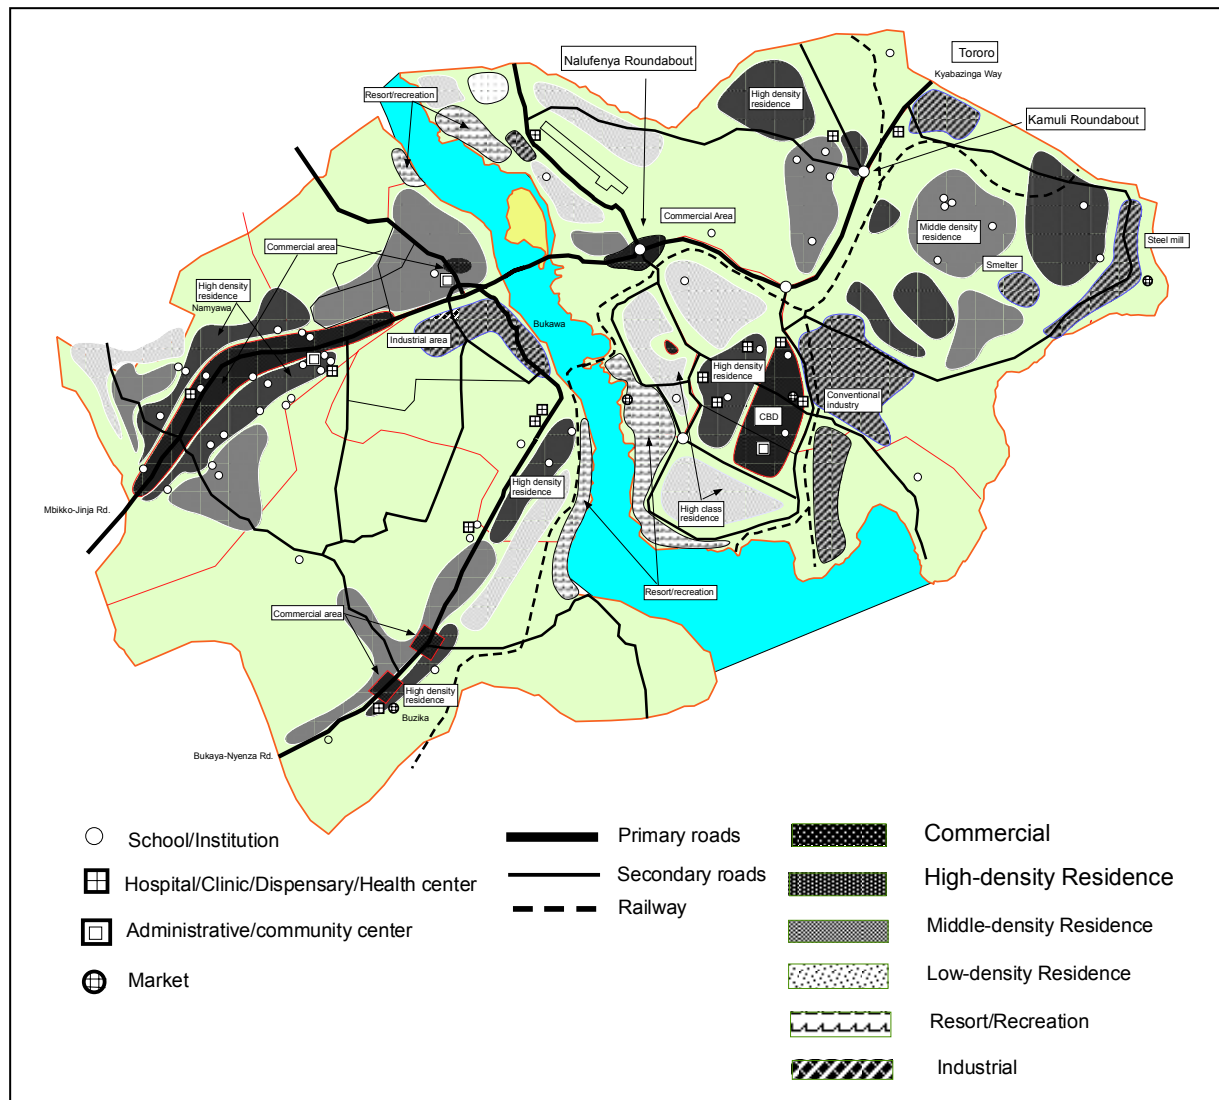 Tororo
Kyabazinga Way
Nalufenya Roundabout
Resort/recreation
High density
residence
Kamuli Roundabout
Commercial Area
Middle density
residence
Steel mill
Smelter
Commercial area
High density
residence
Namyawa
Industrial area
Bukawa
High density
residence
Conventional
industry
CBD
High density
residence
High class
residence
Mbikko-Jinja Rd.
Resort/recreation
Commercial area
High density
residence
Buzika
Bukaya-Nyenza Rd.
School/Institution
Hospital/Clinic/Dispensary/Health center
Administrative/community center
Market
Primary roads
Secondary roads
Railway
Commercial
High-density Residence
Middle-density Residence
Low-density Residence
Resort/Recreation
Industrial